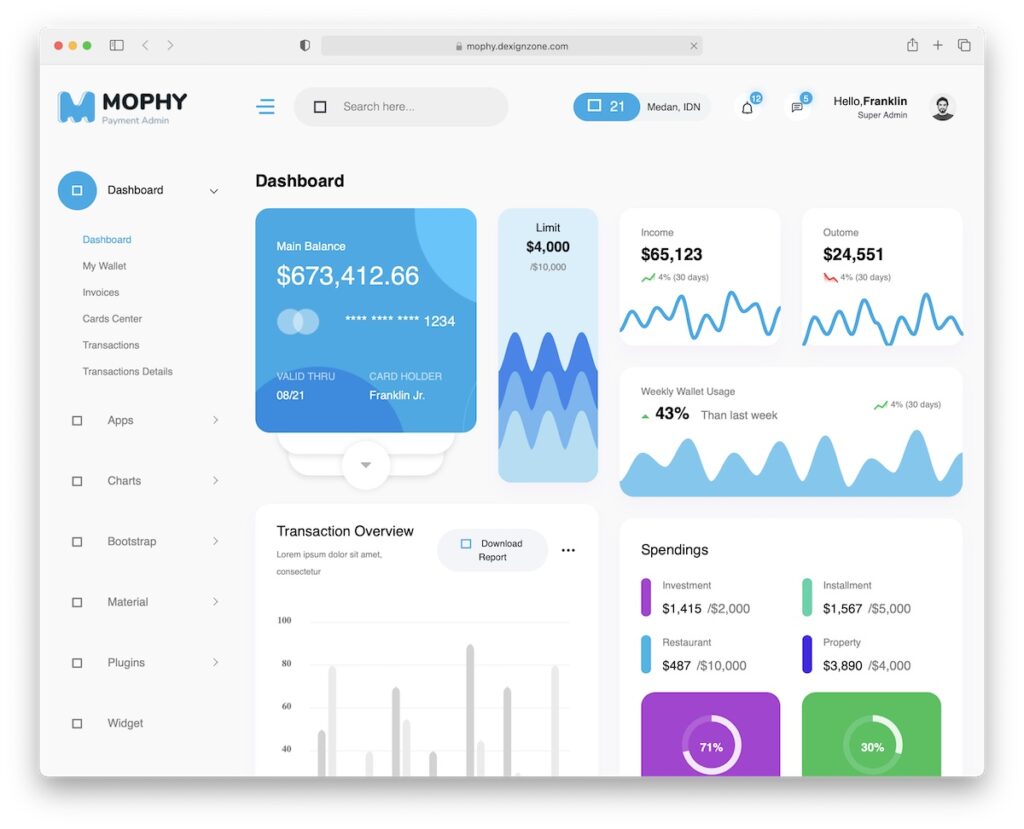 mophy.dexignzone.com
MOPHY
Payment Admin
Search here...
21 Medan, IDN
12
5
Hello,Franklin
Super Admin
Dashboard
Dashboard
My Wallet
Invoices
Cards Center
Transactions
Transactions Details
Apps
Charts
Bootstrap
Material
Plugins
Widget
Dashboard
Main Balance
$673,412.66
**** **** **** 1234
VALID THRU CARD HOLDER
08/21 Franklin Jr.
Limit
$4,000
/$10,000
Income
$65,123
4% (30 days)
Outome
$24,551
4% (30 days)
Weekly Wallet Usage
43% Than last week
4% (30 days)
Transaction Overview
Lorem ipsum dolor sit amet,
consectetur
Download
Report
100
80
60
40
Spendings
Investment
$1,415 /$2,000
Installment
$1,567 /$5,000
Restaurant
$487 /$10,000
Property
$3,890 /$4,000
71%
30%